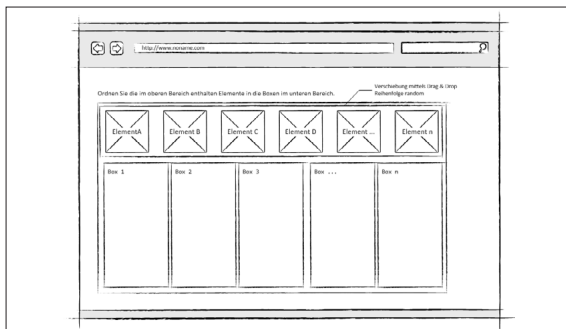 http://www.noname.com
Verschiebung mittels Drag & Drop
Reihenfolge random
Ordnen Sie die im oberen Bereich enthalten Elemente in die Boxen im unteren Bereich.
ElementA Element B Element C Element D Element ... Element n
Box 1 Box 2 Box 3 Box ... Box n